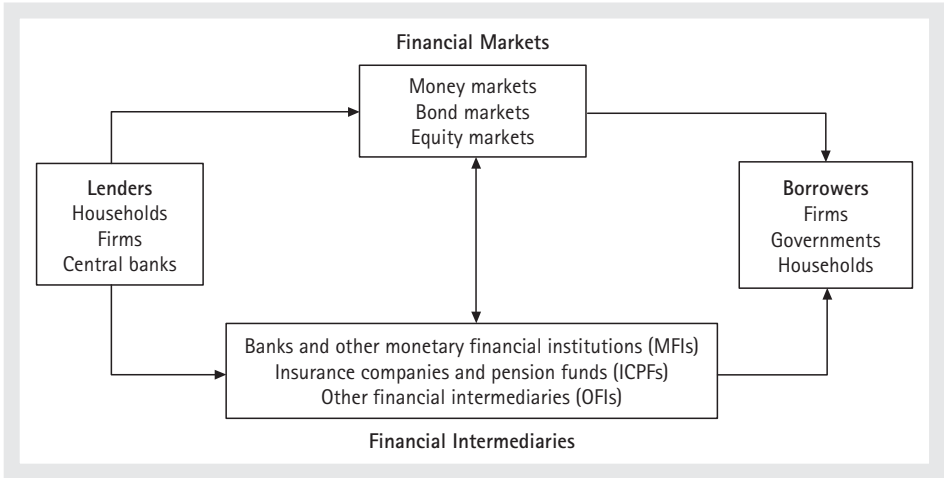 Financial Markets
Money markets
Bond markets
Equity markets
Lenders
Households
Firms
Central banks
Borrowers
Firms
Governments
Households
Banks and other monetary financial institutions (MFIs)
Insurance companies and pension funds (ICPFs)
Other financial intermediaries (OFIs)
Financial Intermediaries